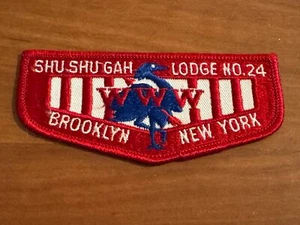 SHU SHU GAH LODGE NO. 24
WWW
BROOKLYN NEW YORK